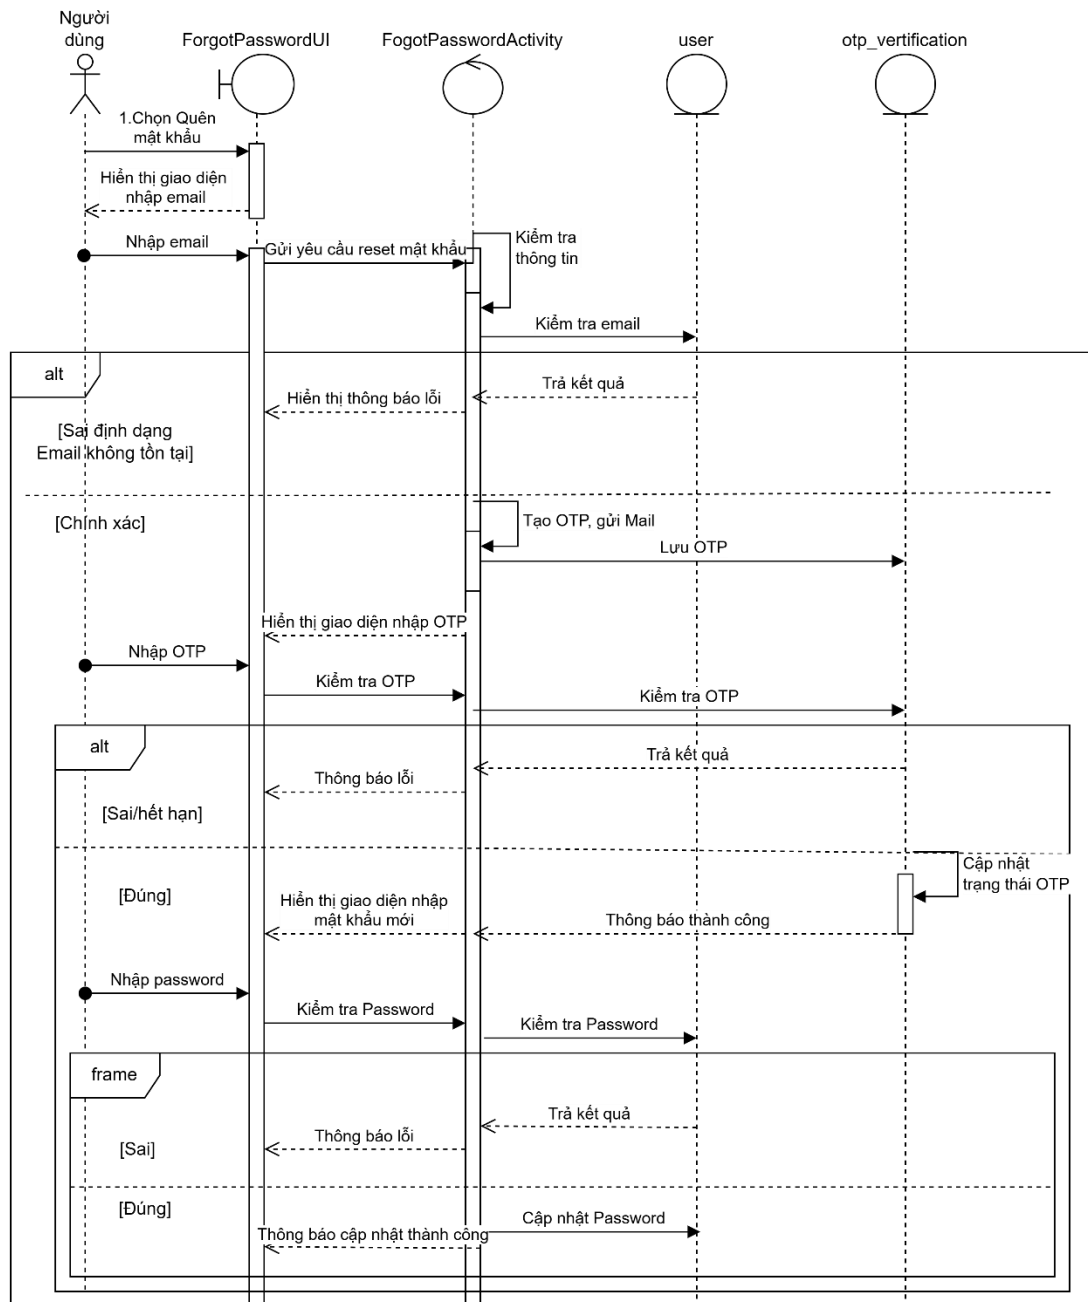 Người
dùng
ForgotPasswordUI
FogotPasswordActivity
user
otp_vertification
1.Chọn Quên
mật khẩu
Hiển thị giao diện
nhập email
Nhập email
Gửi yêu cầu reset mật khẩu
Kiểm tra
thông tin
Kiểm tra email
alt
Trả kết quả
Hiển thị thông báo lỗi
[Sai định dạng
Email không tồn tại]
[Chính xác]
Tạo OTP, gửi Mail
Lưu OTP
Hiển thị giao diện nhập OTP
Nhập OTP
Kiểm tra OTP
Kiểm tra OTP
alt
Trả kết quả
Thông báo lỗi
[Sai/hết hạn]
Cập nhật
trạng thái OTP
[Đúng]
Hiển thị giao diện nhập
mật khẩu mới
Thông báo thành công
Nhập password
Kiểm tra Password
Kiểm tra Password
frame
Trả kết quả
Thông báo lỗi
[Sai]
[Đúng]
Cập nhật Password
Thông báo cập nhật thành công